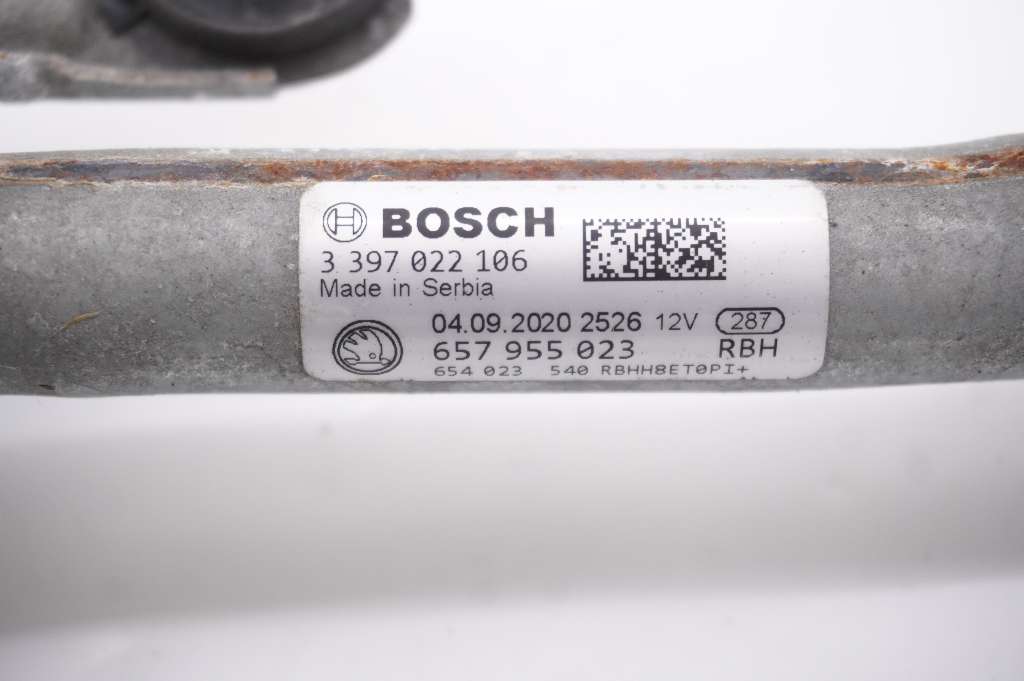 BOSCH
3 397 022 106
Made in Serbia
04.09.2020 2526 12V 287
657 955 023 RBH
654 023 540 RBHH8ET0PI+